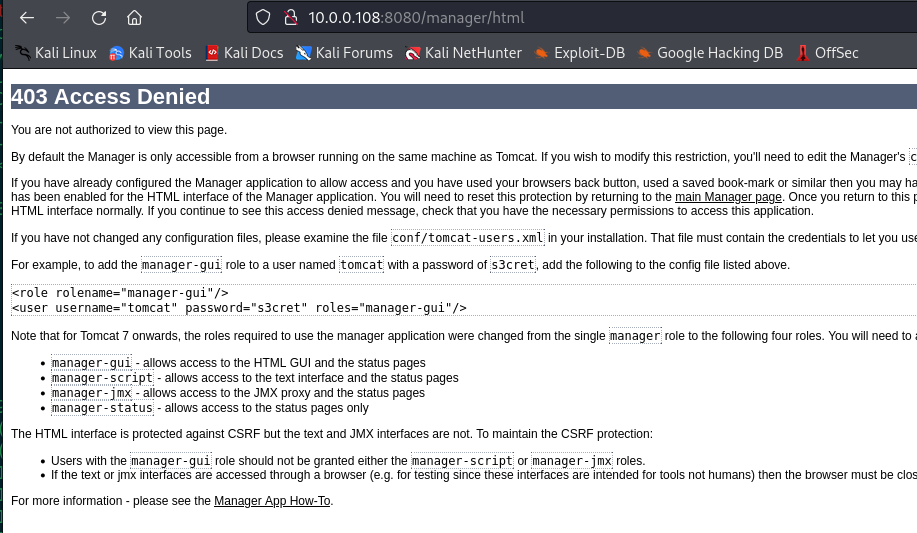 10.0.0.108:8080/manager/html
Kali Linux Kali Tools Kali Docs Kali Forums Kali NetHunter Exploit-DB Google Hacking DB OffSec
403 Access Denied
You are not authorized to view this page.
By default the Manager is only accessible from a browser running on the same machine as Tomcat. If you wish to modify this restriction, you'll need to edit the Manager's c
If you have already configured the Manager application to allow access and you have used your browsers back button, used a saved book-mark or similar then you may ha
has been enabled for the HTML interface of the Manager application. You will need to reset this protection by returning to the main Manager page. Once you return to this p
HTML interface normally. If you continue to see this access denied message, check that you have the necessary permissions to access this application.
If you have not changed any configuration files, please examine the file conf/tomcat-users.xml in your installation. That file must contain the credentials to let you use
For example, to add the manager-gui role to a user named tomcat with a password of s3cret, add the following to the config file listed above.
<role rolename="manager-gui"/>
<user username="tomcat" password="s3cret" roles="manager-gui"/>
Note that for Tomcat 7 onwards, the roles required to use the manager application were changed from the single manager role to the following four roles. You will need to a
• manager-gui - allows access to the HTML GUI and the status pages
• manager-script - allows access to the text interface and the status pages
• manager-jmx - allows access to the JMX proxy and the status pages
• manager-status - allows access to the status pages only
The HTML interface is protected against CSRF but the text and JMX interfaces are not. To maintain the CSRF protection:
• Users with the manager-gui role should not be granted either the manager-script or manager-jmx roles.
• If the text or jmx interfaces are accessed through a browser (e.g. for testing since these interfaces are intended for tools not humans) then the browser must be clos
For more information - please see the Manager App How-To.